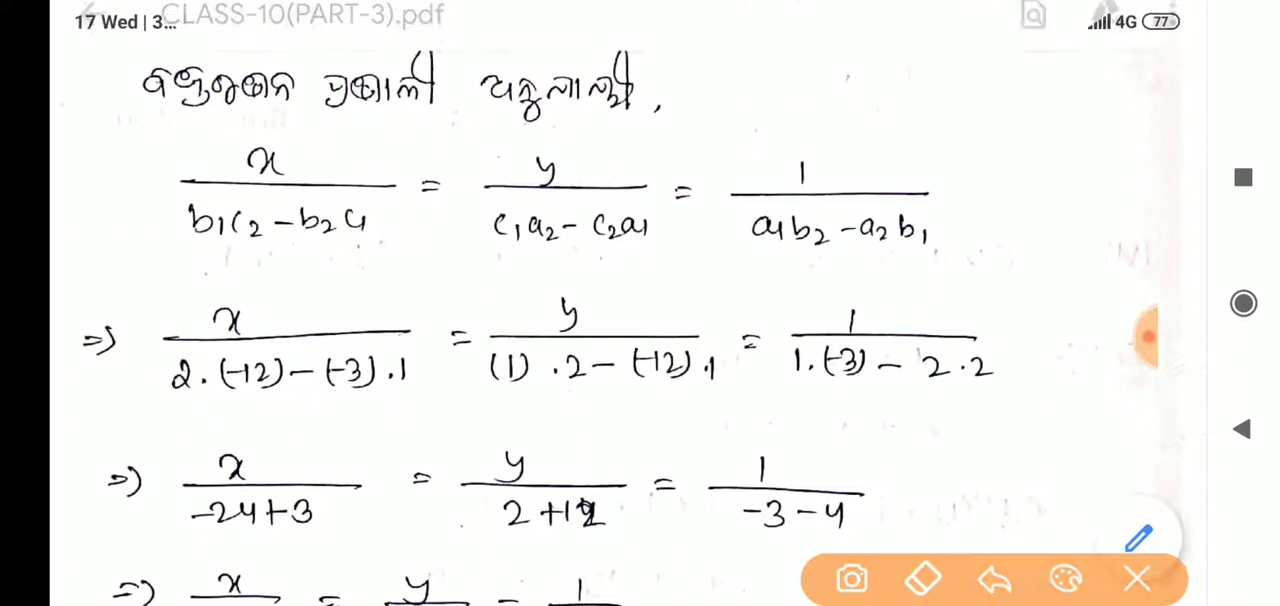 CLASS-10(PART-3).pdf
17 Wed | 3... 4G 77
ବଜ୍ରଗୁଣନ ପ୍ରଣାଳୀ ଅନୁଯାୟୀ,
x/(b₁c₂ - b₂c₁) = y/(c₁a₂ - c₂a₁) = 1/(a₁b₂ - a₂b₁)
=) x/(2.(-12) - (-3).1) = y/((1).2 - (-12).1) = 1/(1.(-3) - 2.2)
=) x/(-24+3) = y/(2+12) = 1/(-3-4)
=) x = y = 1